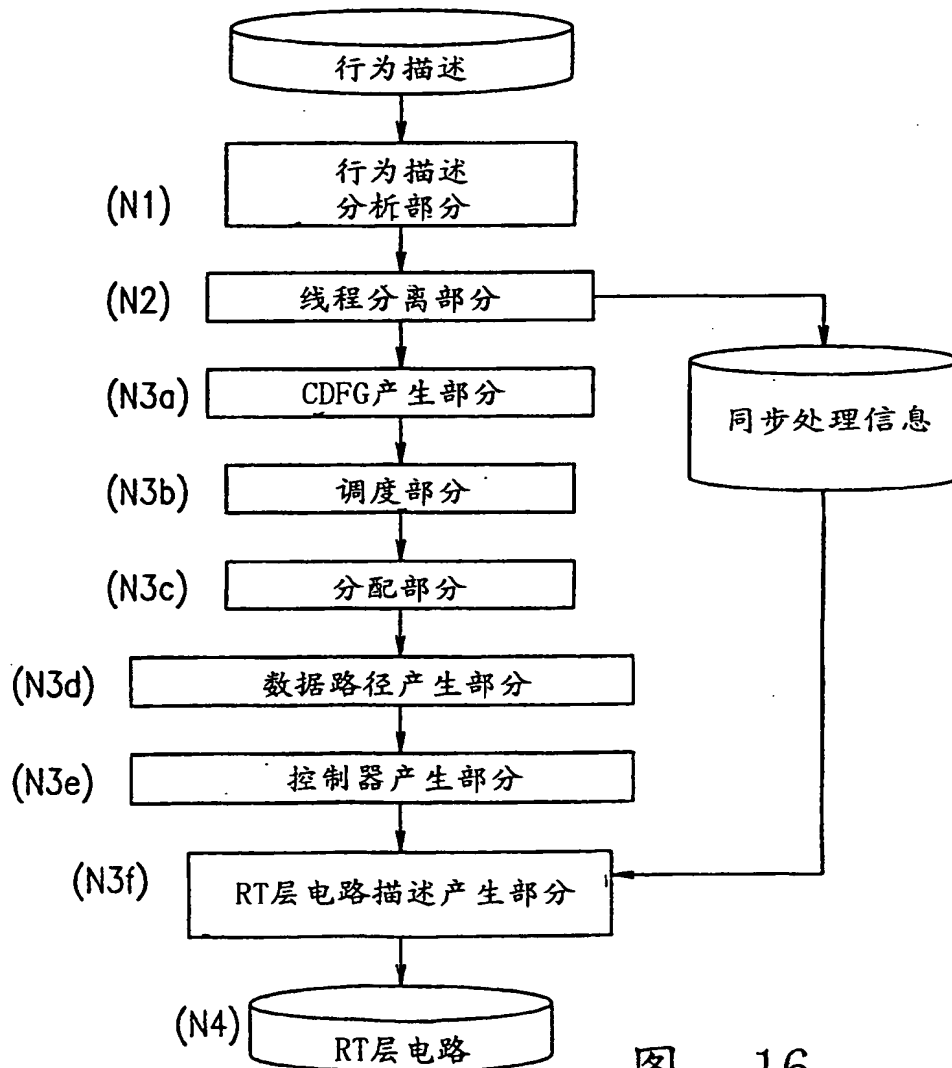 行为描述
行为描述
(N1) 分析部分
(N2) 线程分离部分
(N3a) CDFG产生部分
同步处理信息
(N3b) 调度部分
(N3c) 分配部分
(N3d) 数据路径产生部分
(N3e) 控制器产生部分
(N3f) RT层电路描述产生部分
(N4) RT层电路
图 16